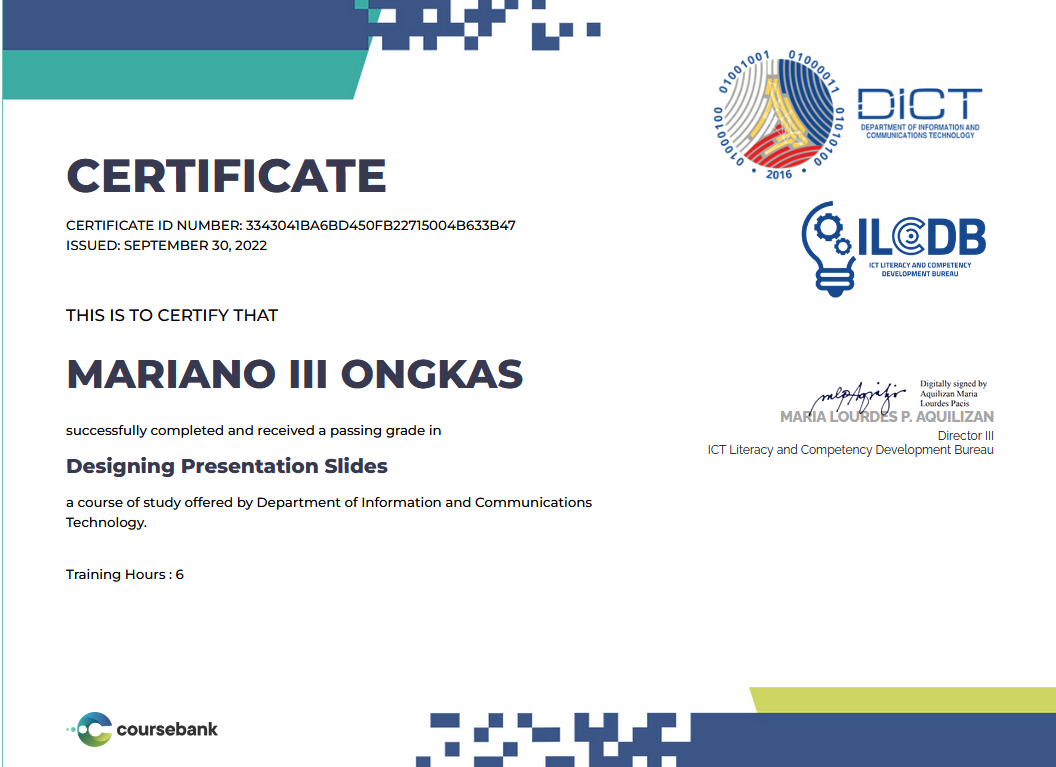 01001001 01000011
01000100 01010100
2016
DICT
DEPARTMENT OF INFORMATION AND
COMMUNICATIONS TECHNOLOGY
CERTIFICATE
CERTIFICATE ID NUMBER: 3343041BA6BD450FB22715004B633B47
ISSUED: SEPTEMBER 30, 2022
ILCDB
ICT LITERACY AND COMPETENCY
DEVELOPMENT BUREAU
THIS IS TO CERTIFY THAT
MARIANO III ONGKAS
successfully completed and received a passing grade in
Designing Presentation Slides
a course of study offered by Department of Information and Communications
Technology.
Training Hours : 6
Digitally signed by
Aquilizan Maria
Lourdes Pacis
MARIA LOURDES P. AQUILIZAN
Director III
ICT Literacy and Competency Development Bureau
coursebank